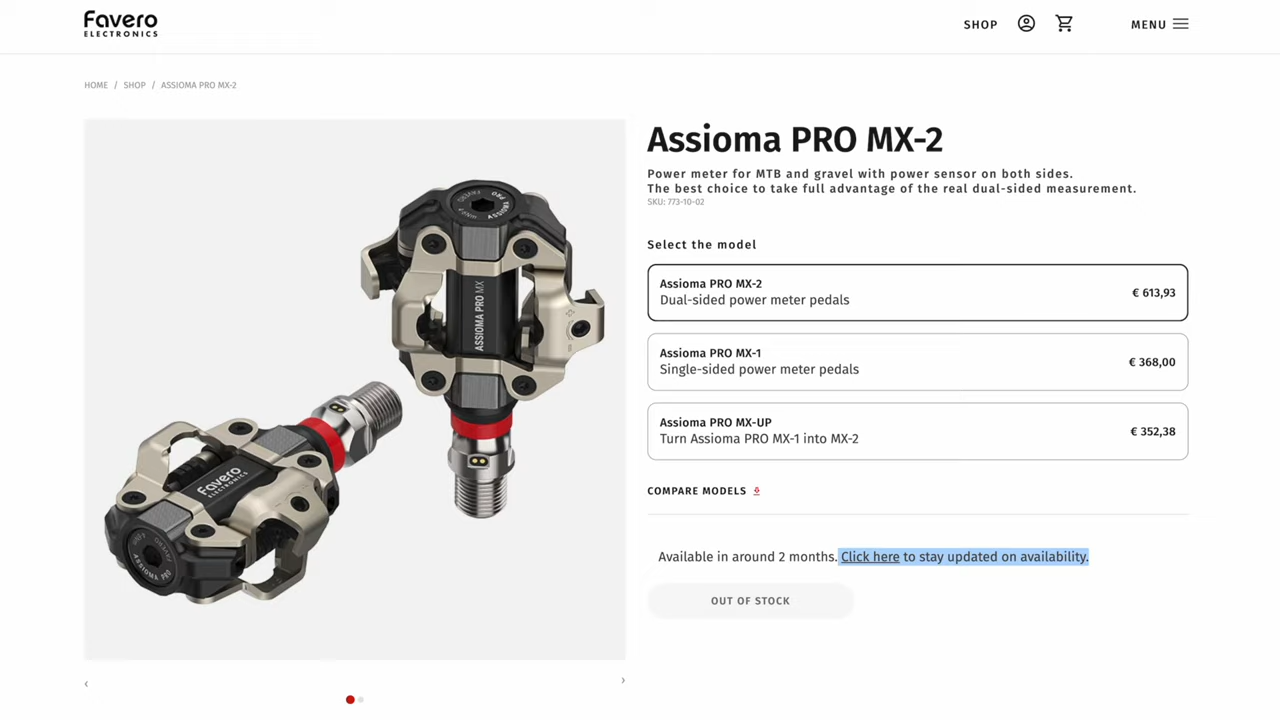 Favero
ELECTRONICS
SHOP
MENU
HOME / SHOP / ASSIOMA PRO MX-2
Assioma PRO MX-2
Power meter for MTB and gravel with power sensor on both sides.
The best choice to take full advantage of the real dual-sided measurement.
SKU: 773-10-02
Select the model
Assioma PRO MX-2
Dual-sided power meter pedals
€ 613,93
Assioma PRO MX-1
Single-sided power meter pedals
€ 368,00
Assioma PRO MX-UP
Turn Assioma PRO MX-1 into MX-2
€ 352,38
COMPARE MODELS
Available in around 2 months. Click here to stay updated on availability.
OUT OF STOCK
ASSIOMA PRO MX
ASSIOMA PRO
Favero
ELECTRONICS
ASSIOMA PRO